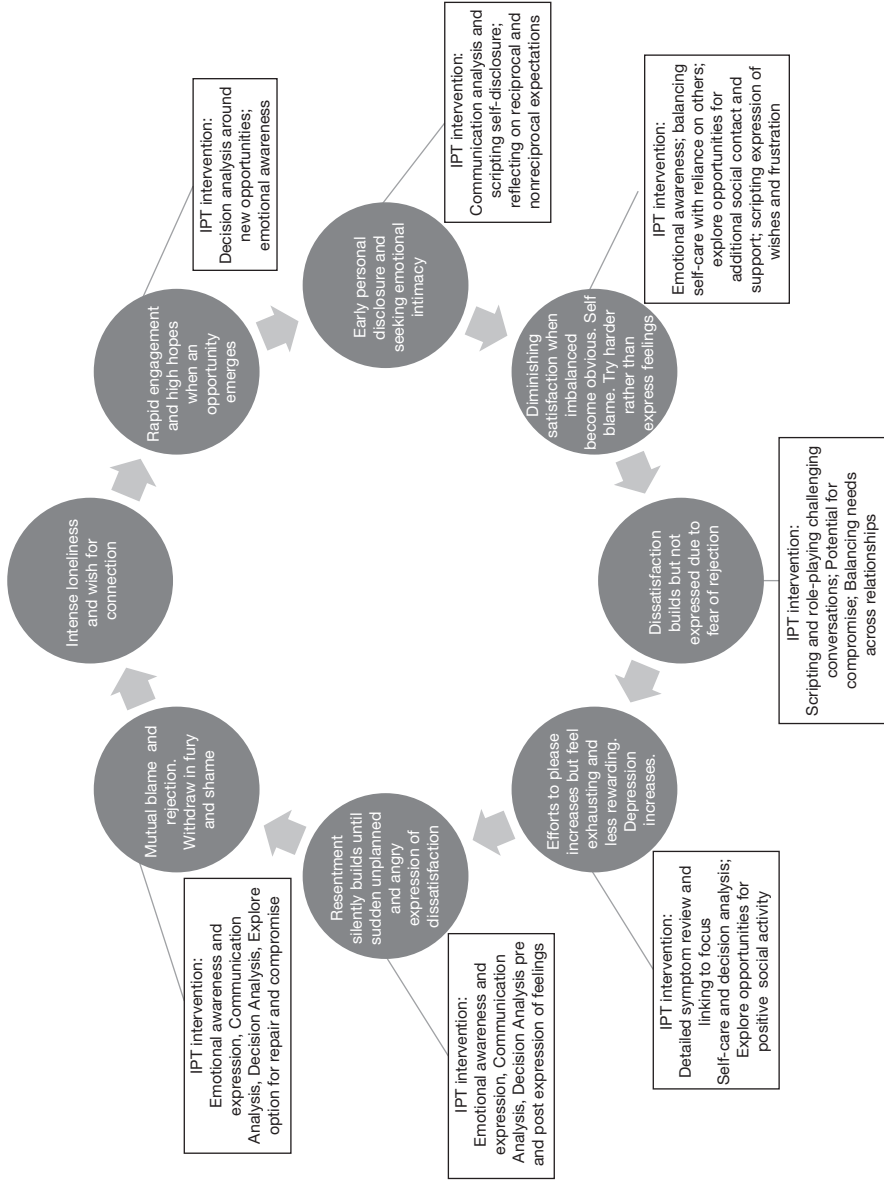 Intense loneliness
and wish for
connection
Rapid engagement
and high hopes
when an
opportunity
emerges
IPT intervention:
Decision analysis around
new opportunities;
emotional awareness
Early personal
disclosure and
seeking emotional
intimacy
IPT intervention:
Communication analysis and
scripting self-disclosure;
reflecting on reciprocal and
nonreciprocal expectations
Diminishing
satisfaction when
imbalanced
become obvious. Self
blame. Try harder
rather than
express feelings
IPT intervention:
Emotional awareness; balancing
self-care with reliance on others;
explore opportunities for
additional social contact and
support; scripting expression of
wishes and frustration
Dissatisfaction
builds but not
expressed due to
fear of rejection
IPT intervention:
Scripting and role-playing challenging
conversations; Potential for
compromise; Balancing needs
across relationships
Efforts to please
increases but feel
exhausting and
less rewarding.
Depression
increases.
IPT intervention:
Detailed symptom review and
linking to focus
Self-care and decision analysis;
Explore opportunities for
positive social activity
Resentment
silently builds until
sudden unplanned
and angry
expression of
dissatisfaction
IPT intervention:
Emotional awareness and
expression, Communication
Analysis, Decision Analysis pre
and post expression of feelings
Mutual blame and
rejection.
Withdraw in fury
and shame
IPT intervention:
Emotional awareness and
expression, Communication
Analysis, Decision Analysis, Explore
option for repair and compromise